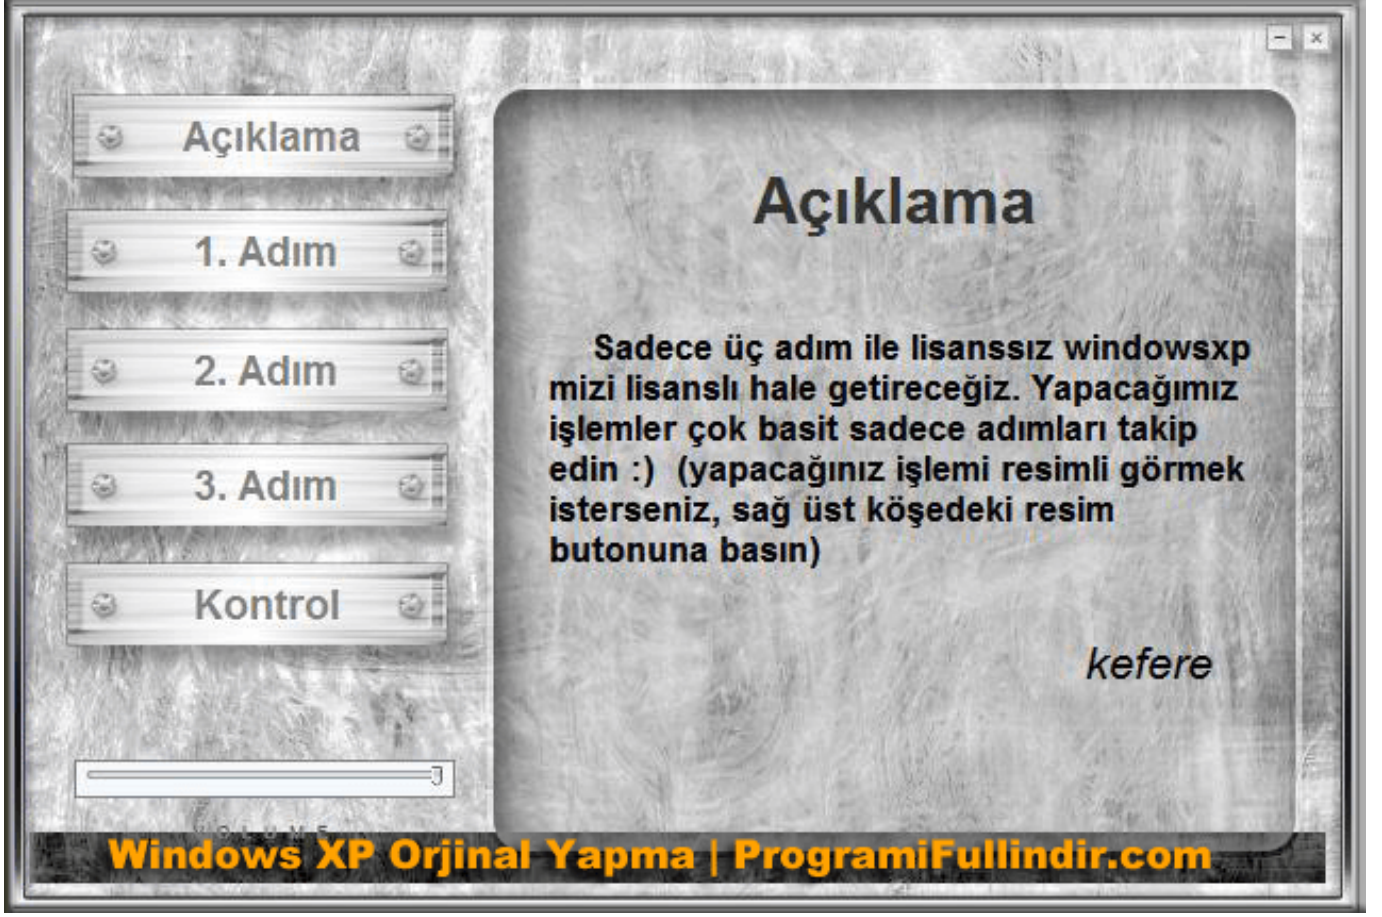 Açıklama
1. Adım
2. Adım
3. Adım
Kontrol
Açıklama
Sadece üç adım ile lisanssız windowsxp
mizi lisanslı hale getireceğiz. Yapacağımız
işlemler çok basit sadece adımları takip
edin :) (yapacağınız işlemi resimli görmek
isterseniz, sağ üst köşedeki resim
butonuna basın)
kefere
Windows XP Orjinal Yapma | ProgramiFullindir.com